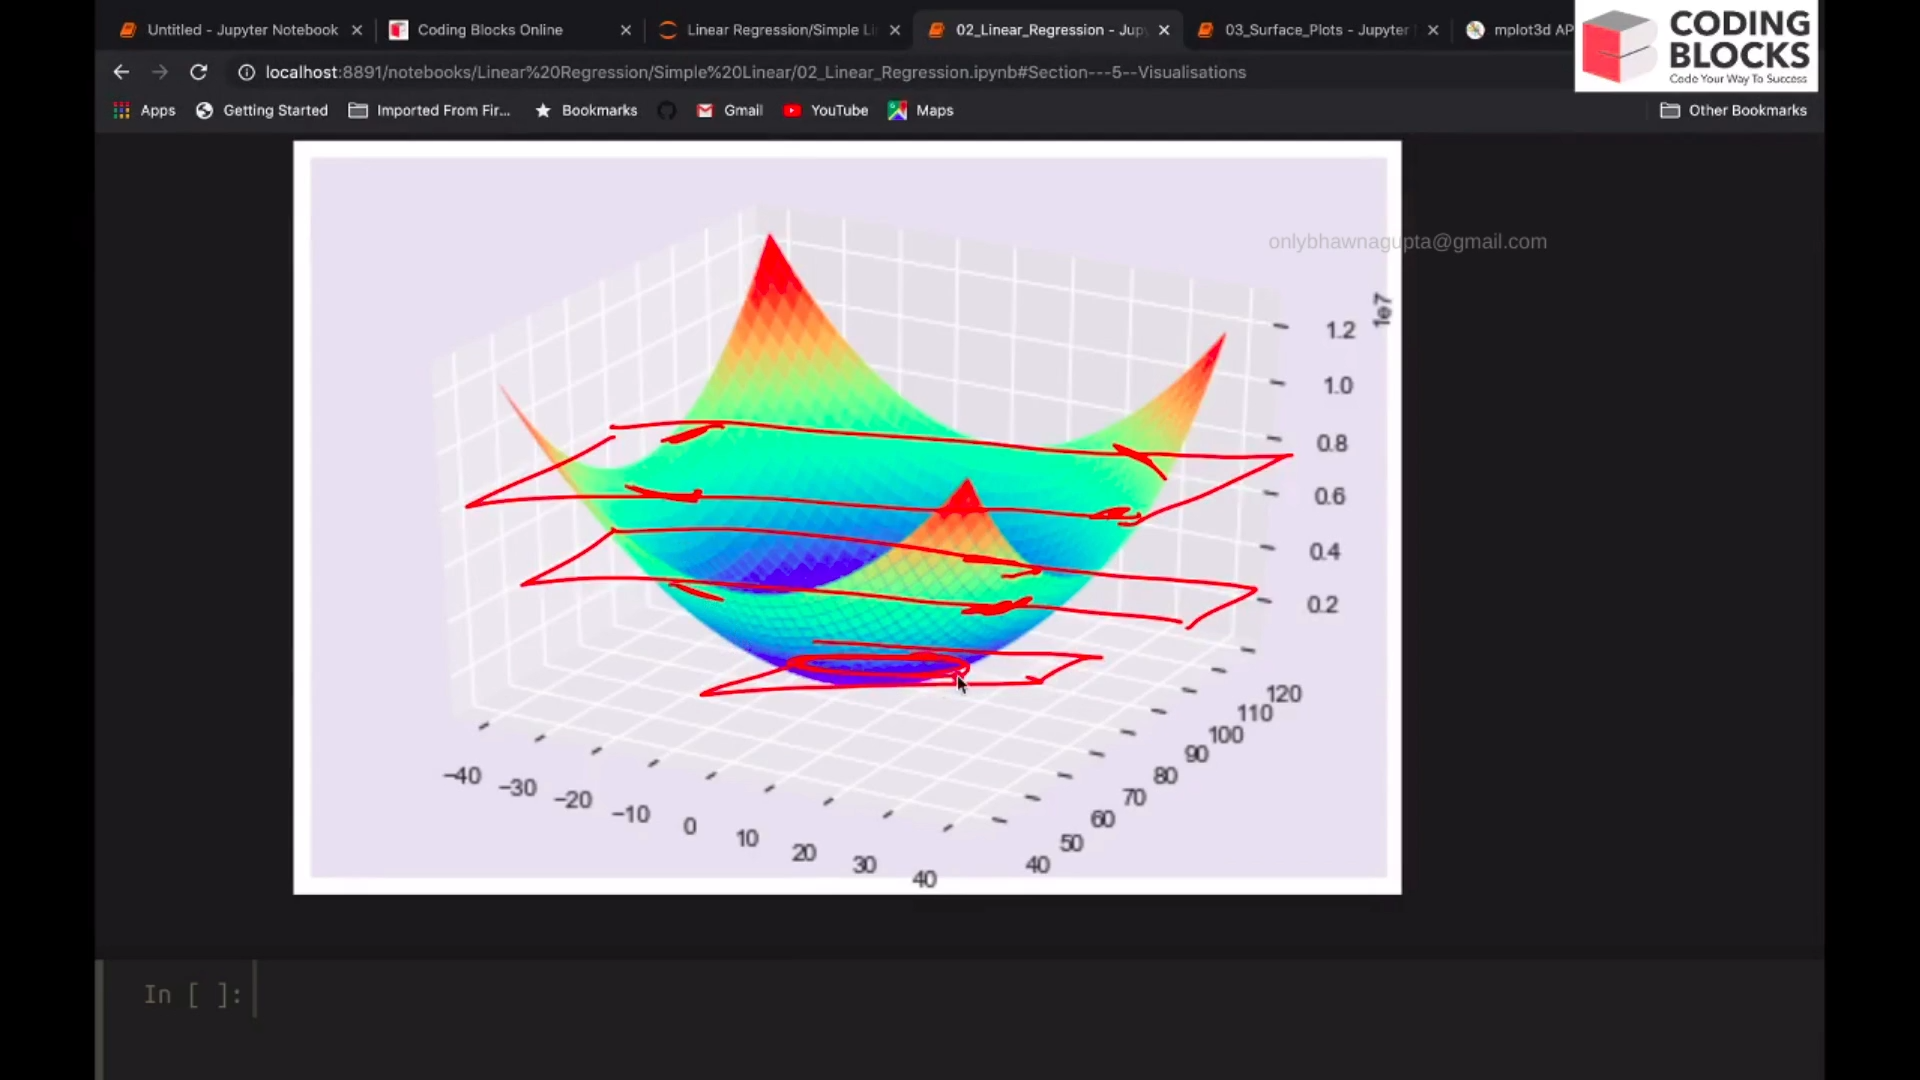 Untitled - Jupyter Notebook
Coding Blocks Online
Linear Regression/Simple Li
02_Linear_Regression - Jup
03_Surface_Plots - Jupyter
mplot3d AP
CODING
BLOCKS
Code Your Way To Success
localhost:8891/notebooks/Linear%20Regression/Simple%20Linear/02_Linear_Regression.ipynb#Section---5--Visualisations
Apps
Getting Started
Imported From Fir...
Bookmarks
Gmail
YouTube
Maps
Other Bookmarks
onlybhawnagupta@gmail.com
1e7
1.2
1.0
0.8
0.6
0.4
0.2
−40
−30
−20
−10
0
10
20
30
40
40
50
60
70
80
90
100
110
120
In [ ]: